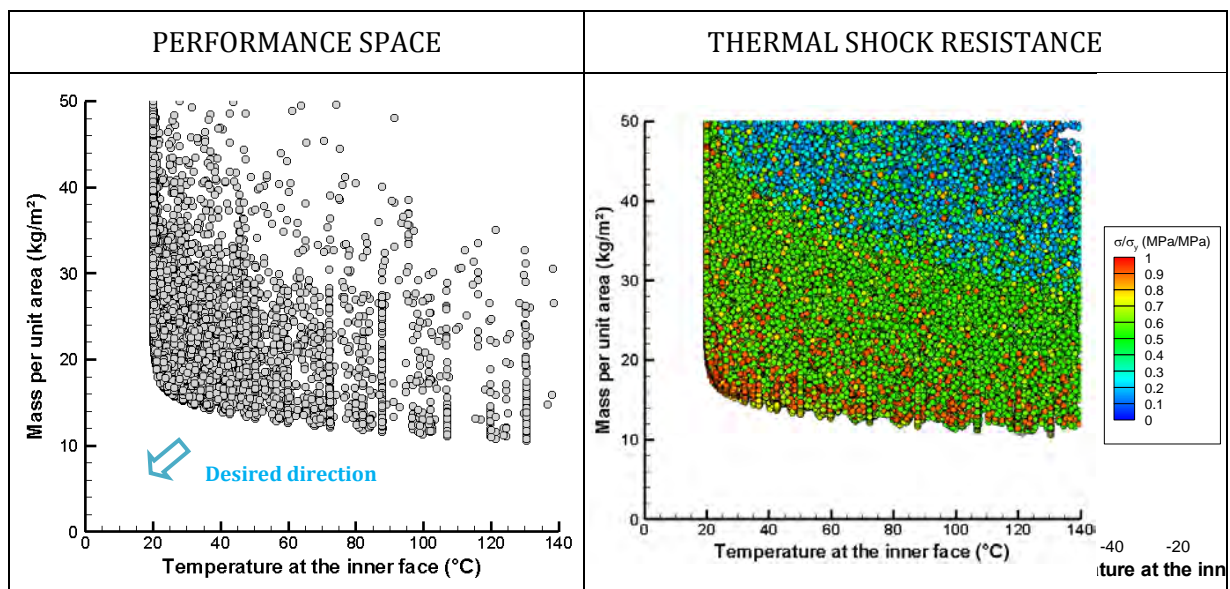 PERFORMANCE SPACE
THERMAL SHOCK RESISTANCE
50
40
30
20
10
0
Mass per unit area (kg/m²)
Desired direction
0 20 40 60 80 100 120 140
Temperature at the inner face (°C)
50
40
30
20
10
0
Mass per unit area (kg/m²)
0 20 40 60 80 100 120 140
Temperature at the inner face (°C)
σ/σy (MPa/MPa)
1
0.9
0.8
0.7
0.6
0.5
0.4
0.3
0.2
0.1
0
-40 -20
ture at the inn